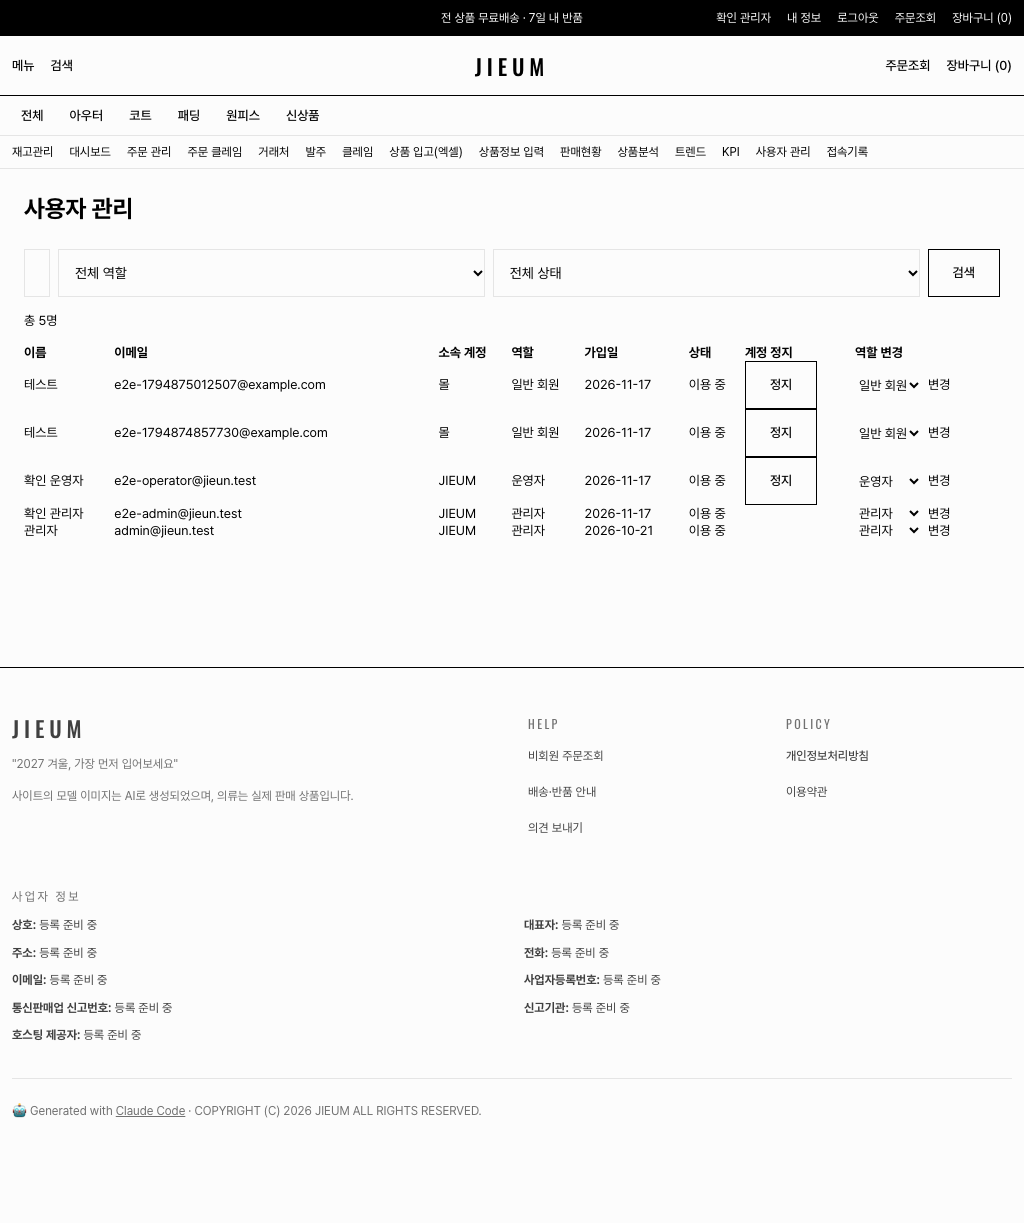 전 상품 무료배송 · 7일 내 반품
확인 관리자 내 정보 로그아웃 주문조회 장바구니 (0)
메뉴 검색 JIEUM 주문조회 장바구니 (0)
전체 아우터 코트 패딩 원피스 신상품
재고관리 대시보드 주문 관리 주문 클레임 거래처 발주 클레임 상품 입고(엑셀) 상품정보 입력 판매현황 상품분석 트렌드 KPI 사용자 관리 접속기록
사용자 관리
전체 역할 전체 상태 검색
총 5명
이름 이메일 소속 계정 역할 가입일 상태 계정 정지 역할 변경
테스트 e2e-1794875012507@example.com 몰 일반 회원 2026-11-17 이용 중 정지 일반 회원 변경
테스트 e2e-1794874857730@example.com 몰 일반 회원 2026-11-17 이용 중 정지 일반 회원 변경
확인 운영자 e2e-operator@jieun.test JIEUM 운영자 2026-11-17 이용 중 정지 운영자 변경
확인 관리자 e2e-admin@jieun.test JIEUM 관리자 2026-11-17 이용 중 관리자 변경
관리자 admin@jieun.test JIEUM 관리자 2026-10-21 이용 중 관리자 변경
JIEUM
"2027 겨울, 가장 먼저 입어보세요"
사이트의 모델 이미지는 AI로 생성되었으며, 의류는 실제 판매 상품입니다.
HELP
비회원 주문조회
배송·반품 안내
의견 보내기
POLICY
개인정보처리방침
이용약관
사업자 정보
상호: 등록 준비 중
대표자: 등록 준비 중
주소: 등록 준비 중
전화: 등록 준비 중
이메일: 등록 준비 중
사업자등록번호: 등록 준비 중
통신판매업 신고번호: 등록 준비 중
신고기관: 등록 준비 중
호스팅 제공자: 등록 준비 중
🤖 Generated with Claude Code · COPYRIGHT (C) 2026 JIEUM ALL RIGHTS RESERVED.